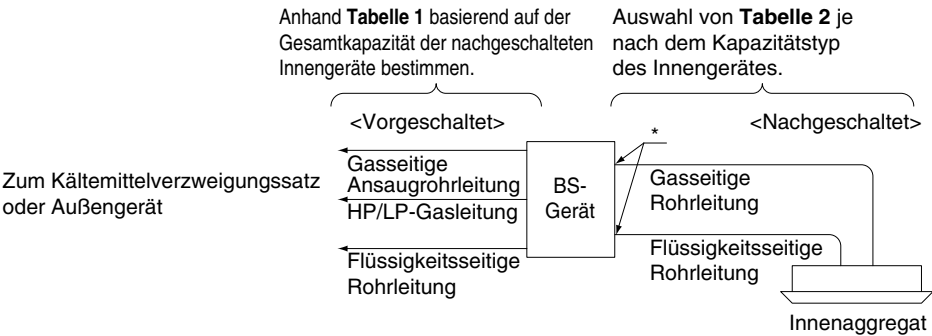 Anhand Tabelle 1 basierend auf der
Gesamtkapazität der nachgeschalteten
Innengeräte bestimmen.
Auswahl von Tabelle 2 je
nach dem Kapazitätstyp
des Innengerätes.
<Vorgeschaltet>
*
<Nachgeschaltet>
Zum Kältemittelverzweigungssatz
oder Außengerät
Gasseitige
Ansaugrohrleitung
HP/LP-Gasleitung
Flüssigkeitsseitige
Rohrleitung
BS-
Gerät
Gasseitige
Rohrleitung
Flüssigkeitsseitige
Rohrleitung
Innenaggregat